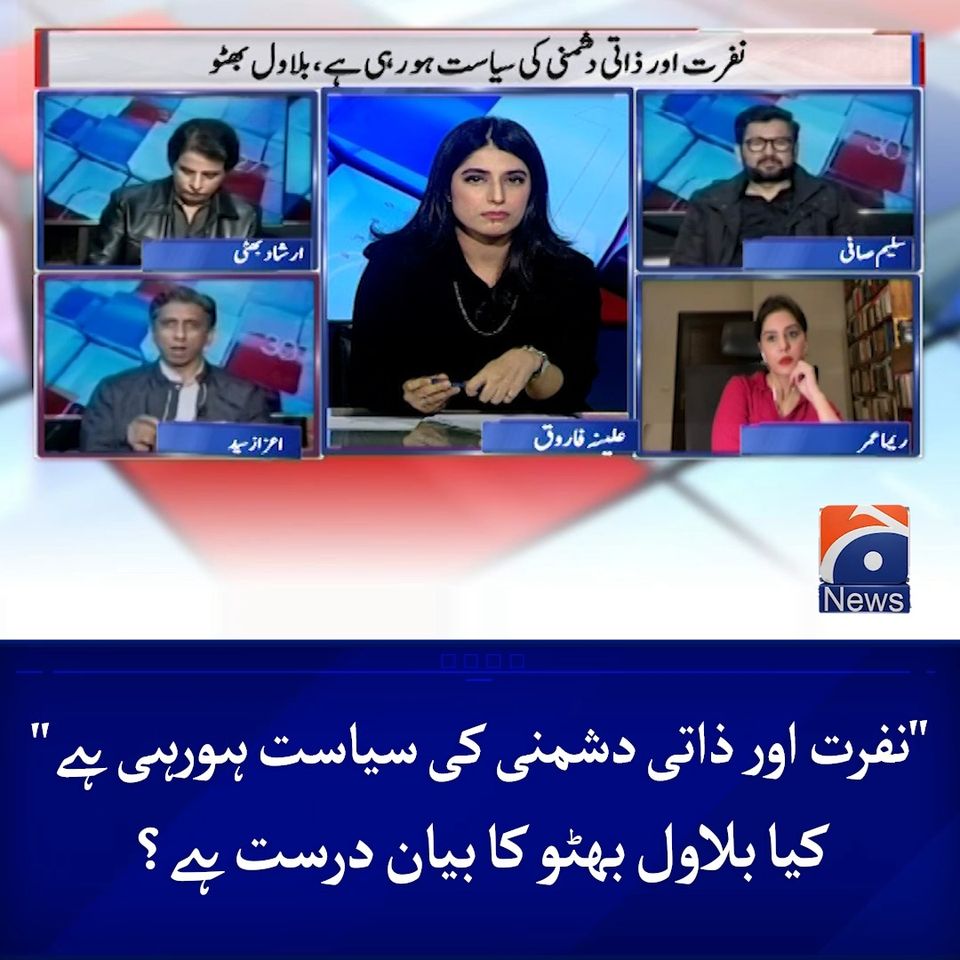 نفرت اور ذاتی دشمنی کی سیاست ہو رہی ہے، بلاول بھٹو
ارشاد بھٹی
سلیم صافی
اعزاز سید
علینہ فاروق
ریما عمر
News
"نفرت اور ذاتی دشمنی کی سیاست ہورہی ہے"
کیا بلاول بھٹو کا بیان درست ہے ؟